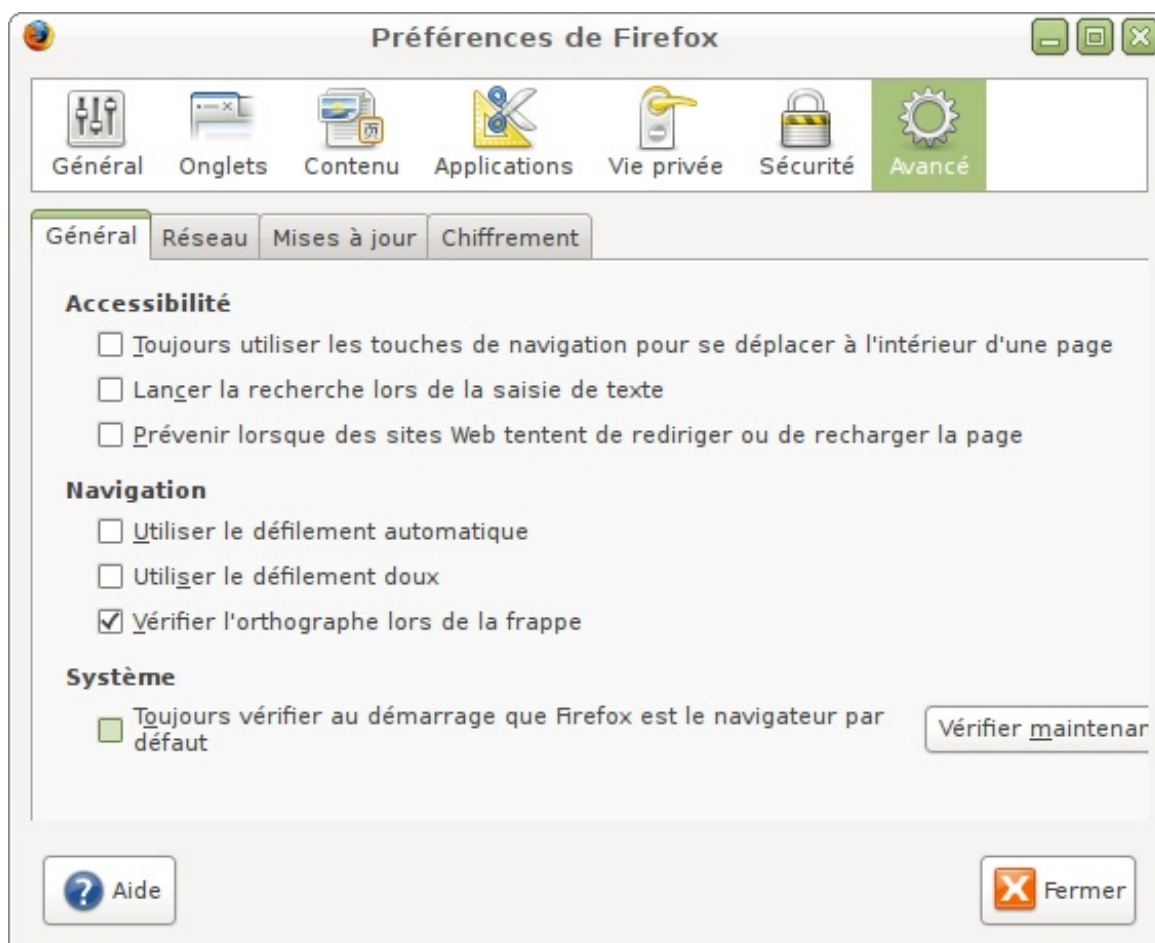 Préférences de Firefox
Général Onglets Contenu Applications Vie privée Sécurité Avancé
Général Réseau Mises à jour Chiffrement
Accessibilité
Toujours utiliser les touches de navigation pour se déplacer à l'intérieur d'une page
Lancer la recherche lors de la saisie de texte
Prévenir lorsque des sites Web tentent de rediriger ou de recharger la page
Navigation
Utiliser le défilement automatique
Utiliser le défilement doux
Vérifier l'orthographe lors de la frappe
Système
Toujours vérifier au démarrage que Firefox est le navigateur par
défaut
Vérifier maintenan
Aide Fermer